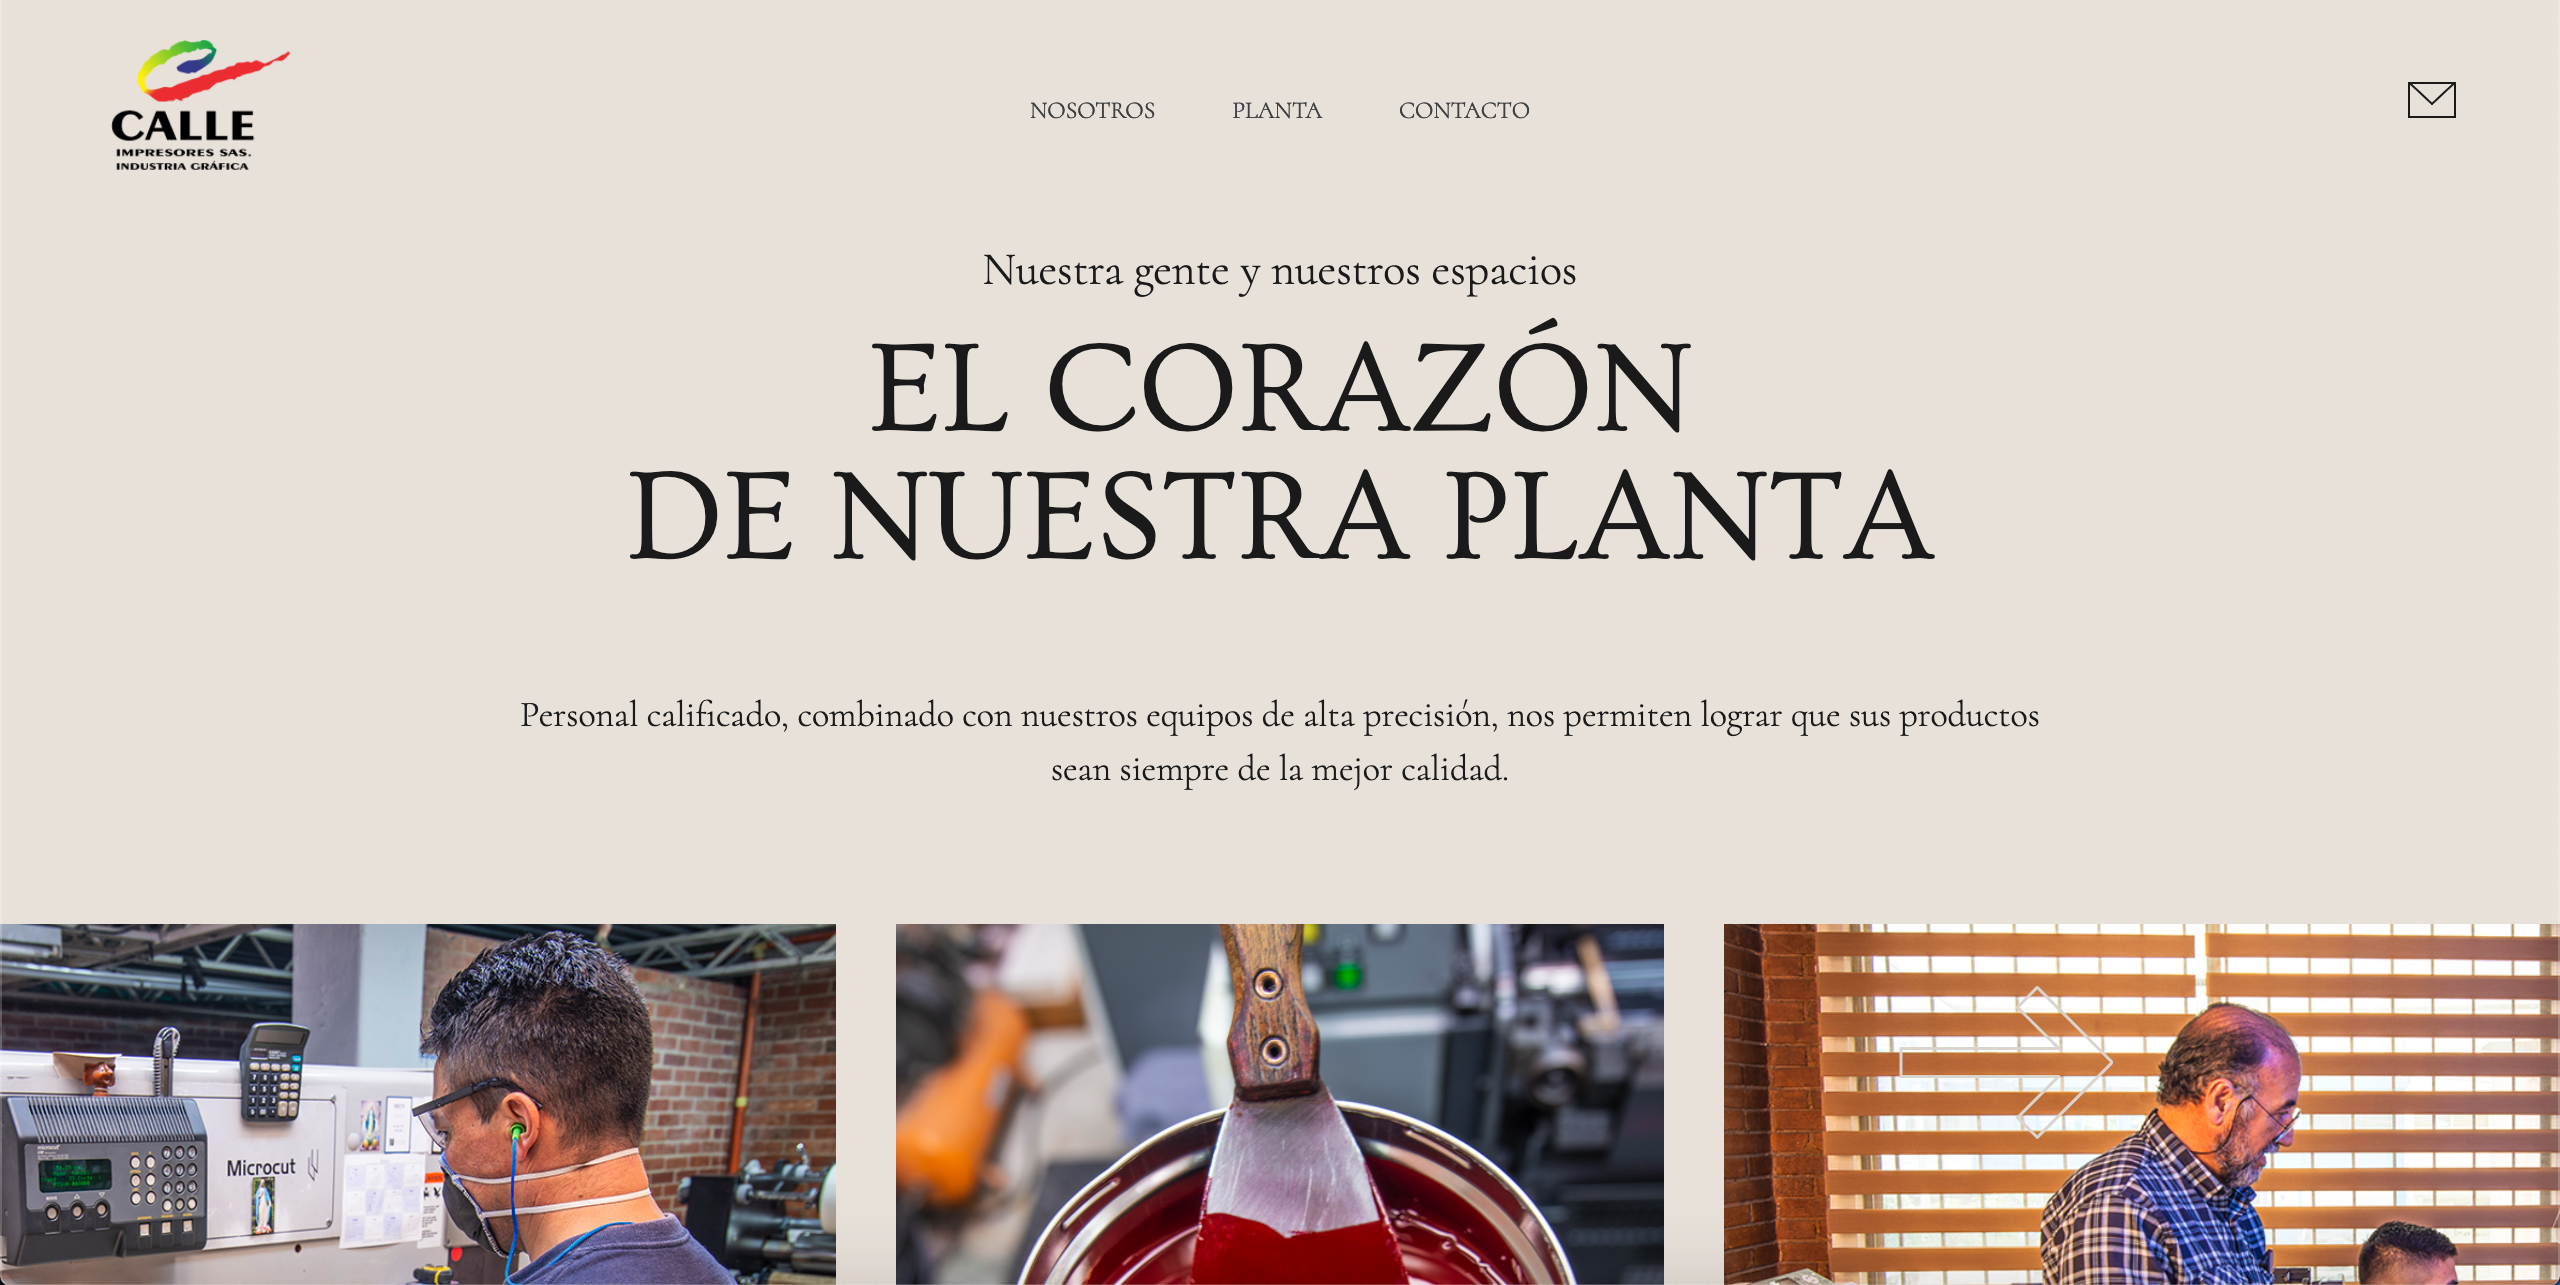 CALLE
IMPRESORES SAS.
INDUSTRIA GRÁFICA
NOSOTROS
PLANTA
CONTACTO
Nuestra gente y nuestros espacios
EL CORAZÓN
DE NUESTRA PLANTA
Personal calificado, combinado con nuestros equipos de alta precisión, nos permiten lograr que sus productos
sean siempre de la mejor calidad.
Microcut